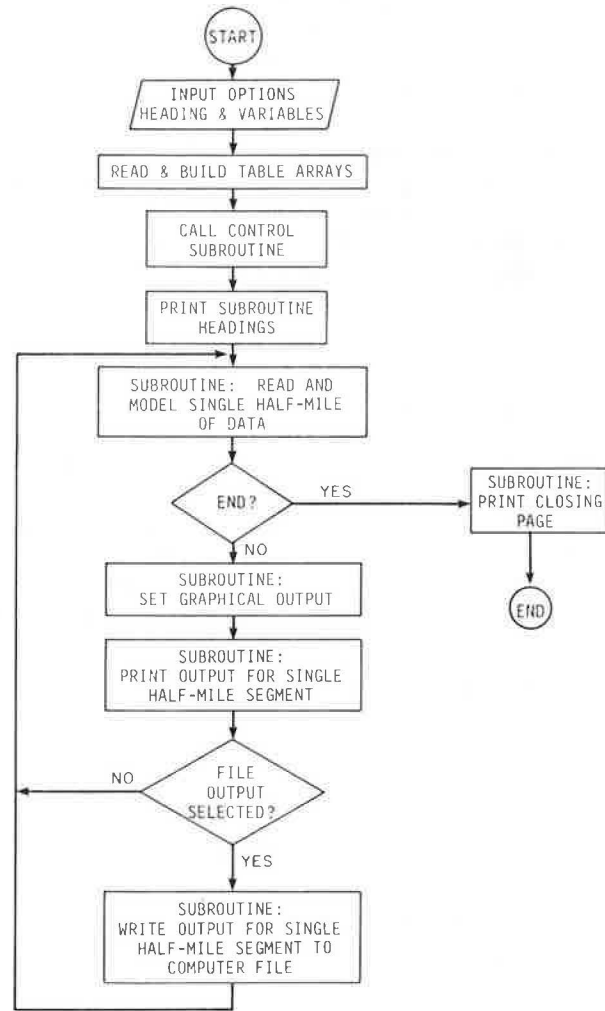 START
INPUT OPTIONS
HEADING & VARIABLES
READ & BUILD TABLE ARRAYS
CALL CONTROL
SUBROUTINE
PRINT SUBROUTINE
HEADINGS
SUBROUTINE: READ AND
MODEL SINGLE HALF-MILE
OF DATA
END?
YES
SUBROUTINE:
PRINT CLOSING
PAGE
END
NO
SUBROUTINE:
SET GRAPHICAL OUTPUT
SUBROUTINE:
PRINT OUTPUT FOR SINGLE
HALF-MILE SEGMENT
NO
FILE
OUTPUT
SELECTED?
YES
SUBROUTINE:
WRITE OUTPUT FOR SINGLE
HALF-MILE SEGMENT TO
COMPUTER FILE